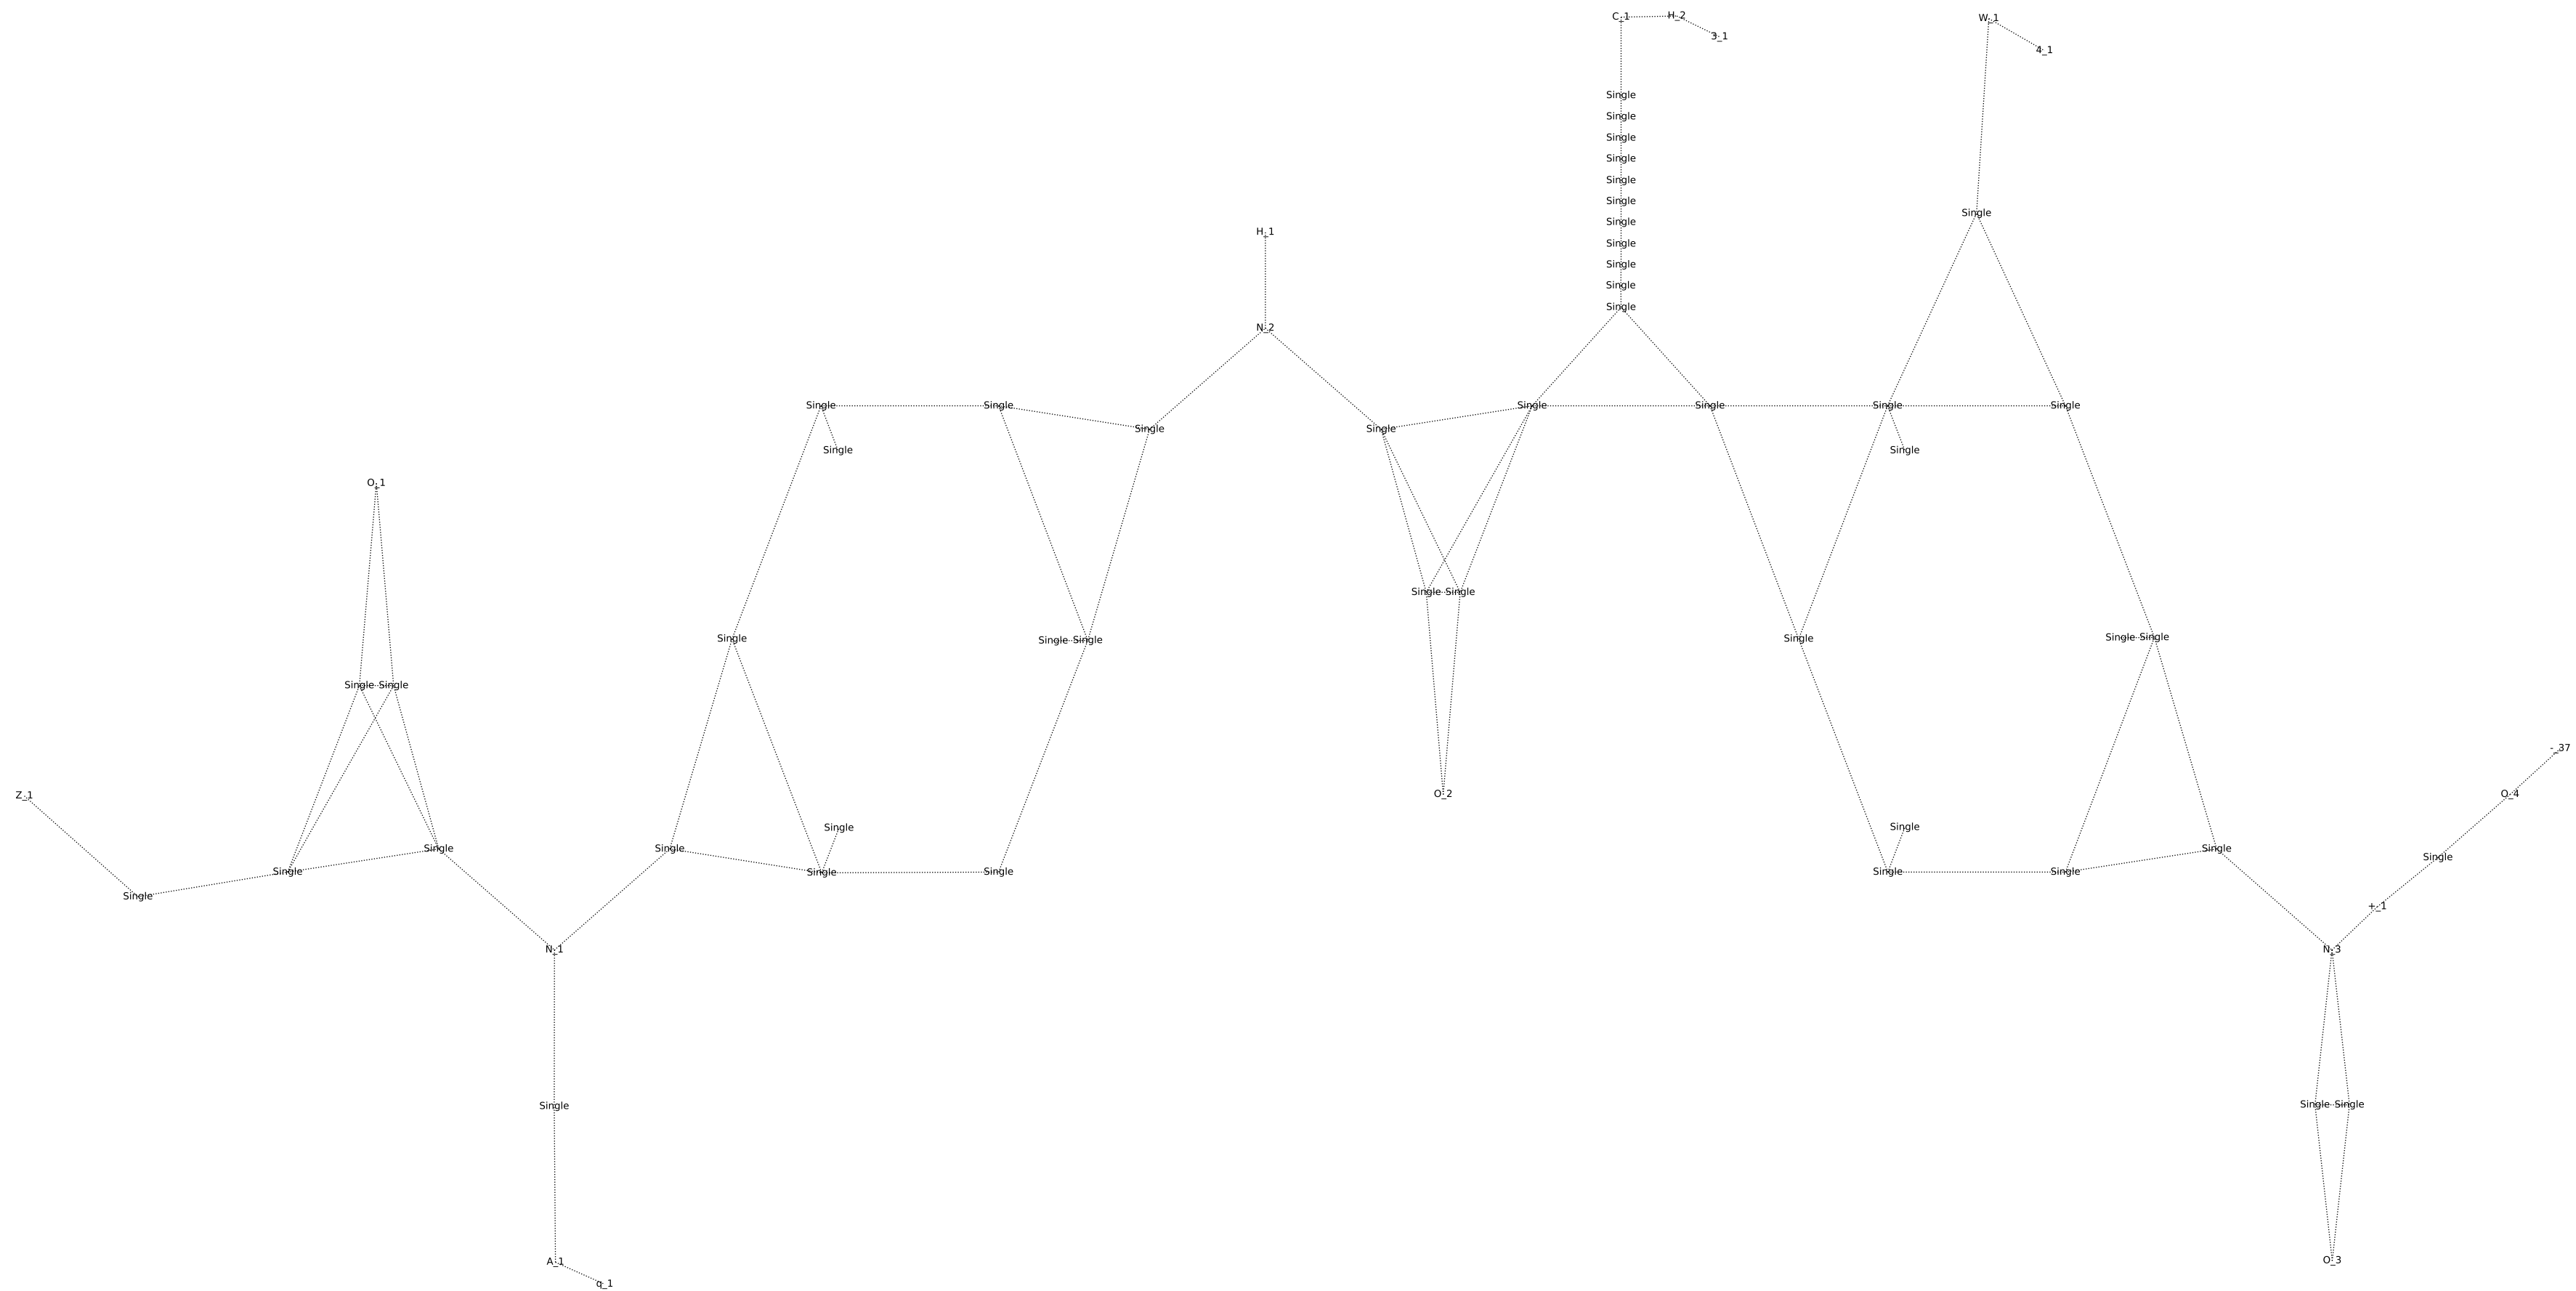 C_1 H_2
W_1
3_1
4_1
Single
Single
Single
Single
Single
Single
Single
Single
H_1
Single
Single
Single
Single
N_2
Single Single Single Single Single Single
Single Single
Single Single
O_1
Single Single
Single Single Single Single
Single Single
Single Single
-_37
Z_1 O_2 O_4
Single Single
Single Single Single
Single
Single Single Single Single Single
Single
+_1
N_1 N_3
Single Single Single
A_1 O_3
q_1